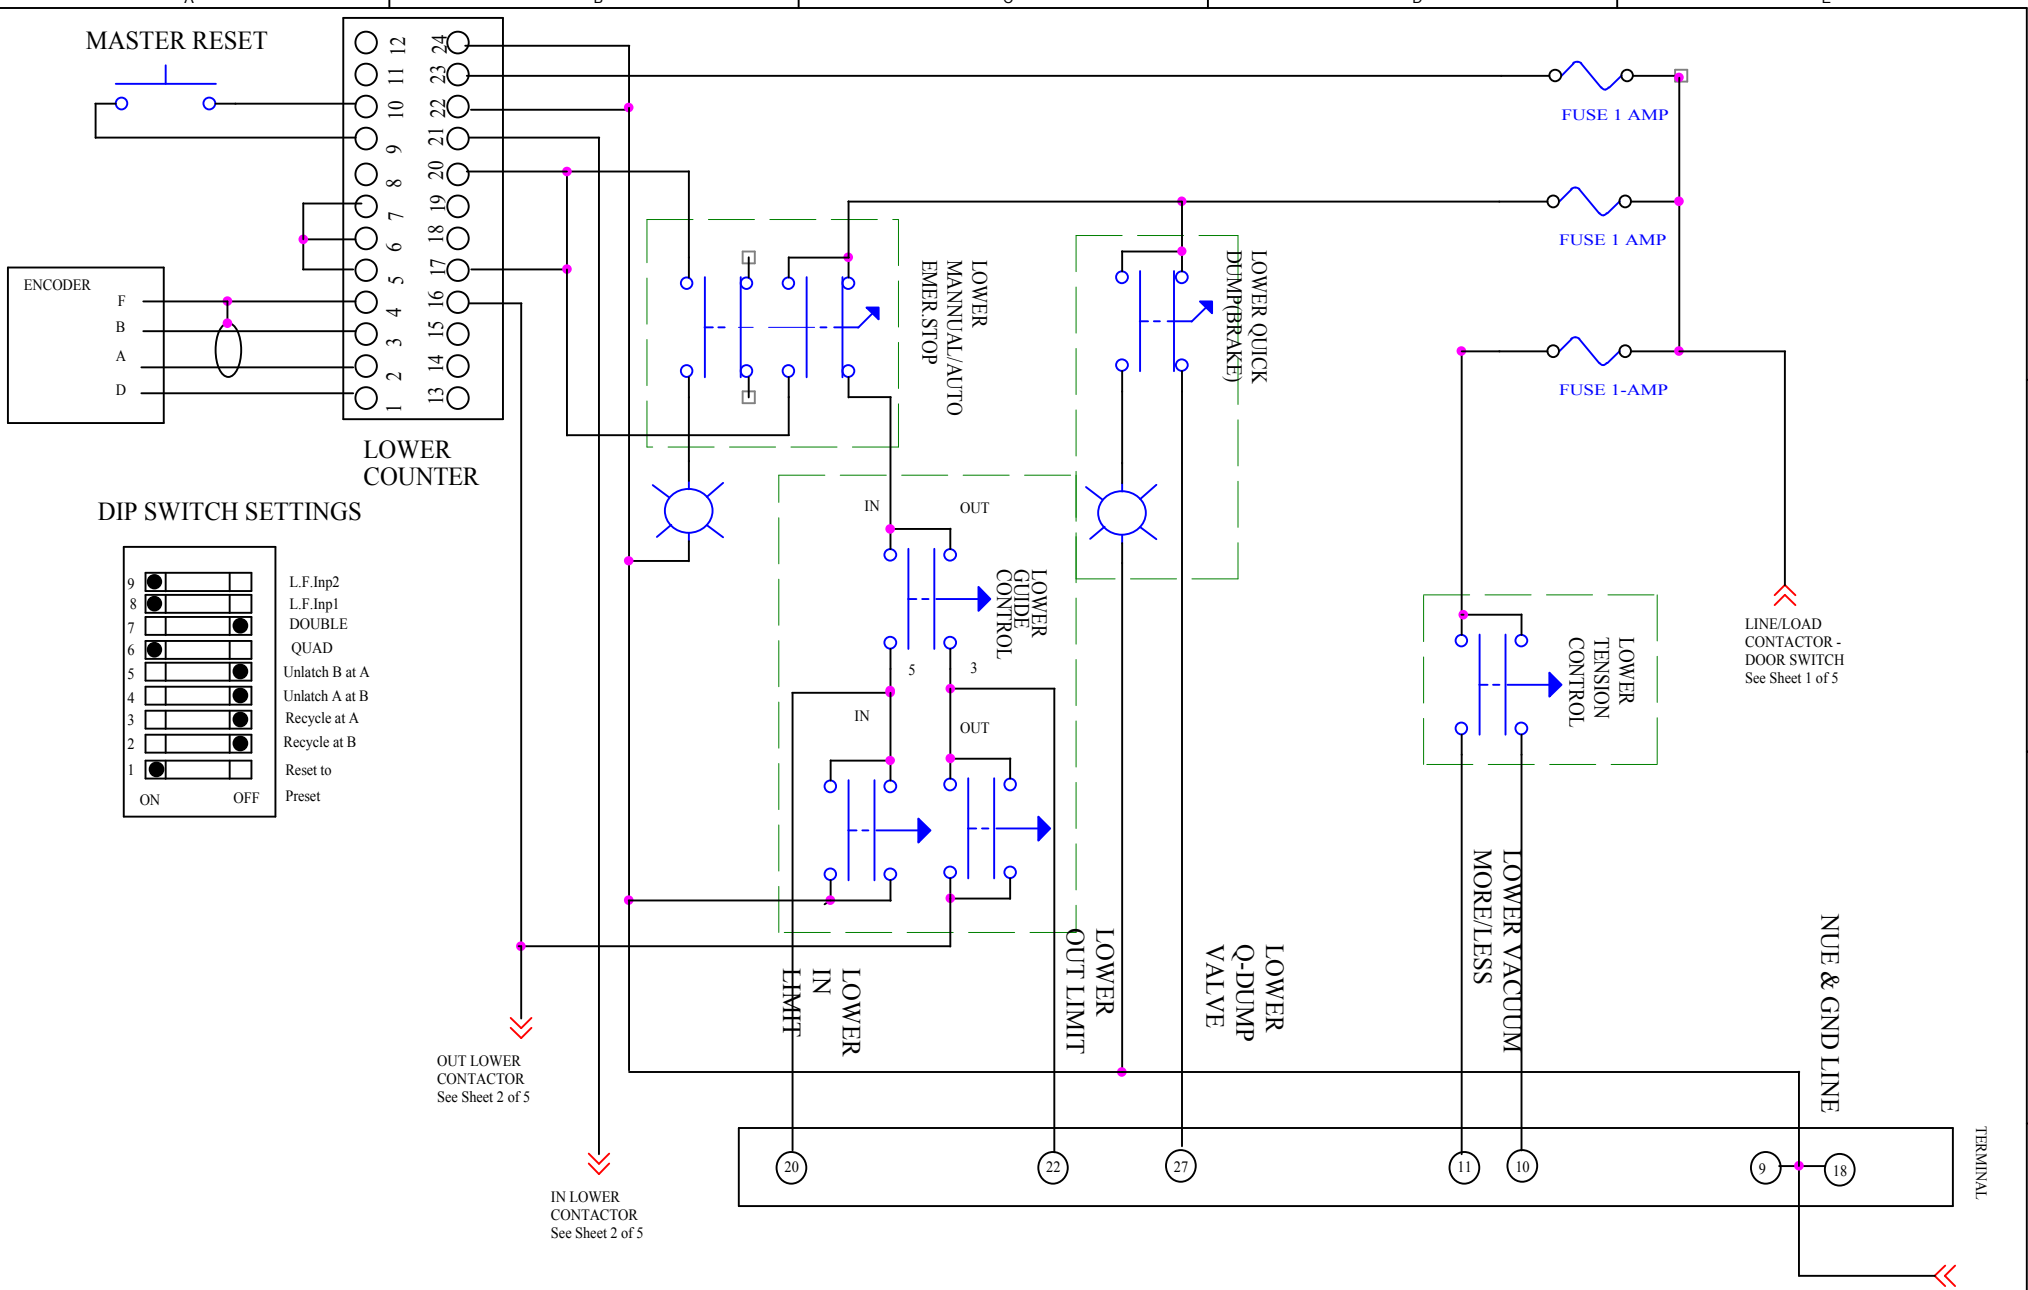 MASTER RESET
12
24
11
23
10
22
9
21
8
20
7
19
6
18
5
17
4
16
3
15
2
14
1
13
LOWER
COUNTER
ENCODER
F
B
A
D
DIP SWITCH SETTINGS
9 L.F.Inp2
8 L.F.Inp1
7 DOUBLE
6 QUAD
5 Unlatch B at A
4 Unlatch A at B
3 Recycle at A
2 Recycle at B
1 Reset to
ON OFF Preset
FUSE 1 AMP
FUSE 1 AMP
FUSE 1-AMP
LOWER
MANNUAL/AUTO
EMER.STOP
LOWER QUICK
DUMP(BRAKE)
IN OUT
LOWER
GUIDE
CONTROL
5 3
IN OUT
LOWER
TENSION
CONTROL
LINE/LOAD
CONTACTOR -
DOOR SWITCH
See Sheet 1 of 5
LOWER
IN
LIMIT
LOWER
OUT LIMIT
LOWER
Q-DUMP
VALVE
LOWER VACUUM
MORE/LESS
NUE & GND LINE
OUT LOWER
CONTACTOR
See Sheet 2 of 5
IN LOWER
CONTACTOR
See Sheet 2 of 5
20 22 27 11 10 9 18
TERMINAL